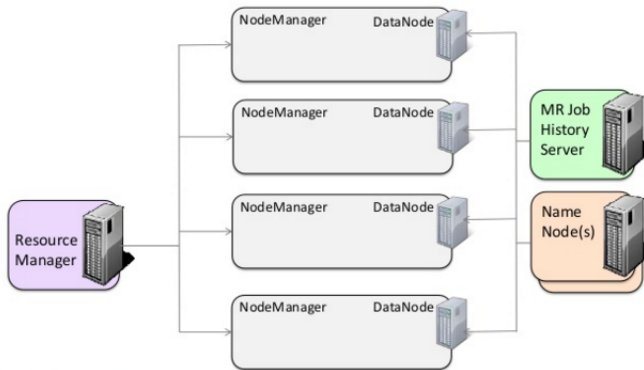 NodeManager DataNode
NodeManager DataNode
MR Job
History
Server
NodeManager DataNode
Name
Node(s)
Resource
Manager
NodeManager DataNode